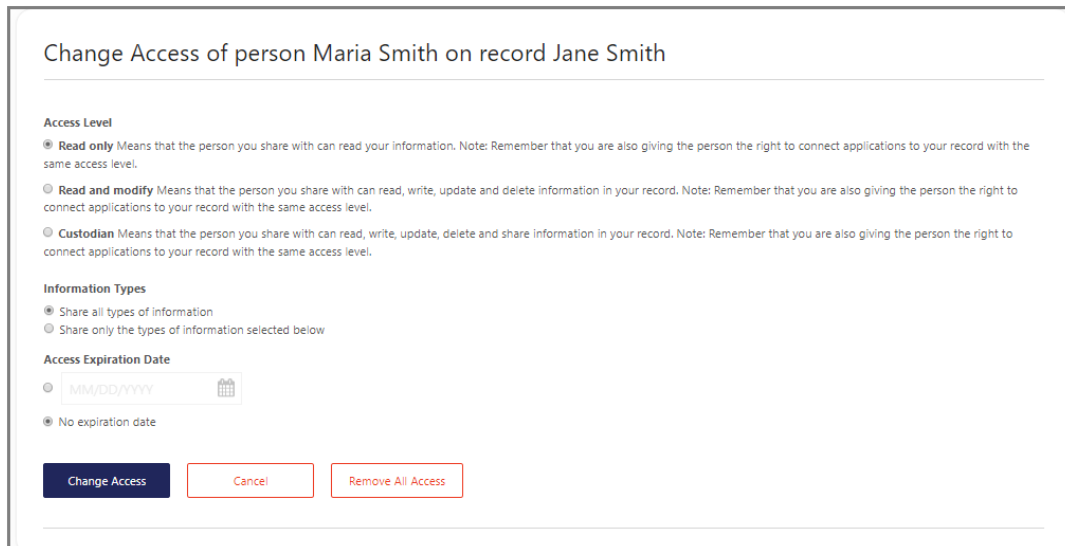 Change Access of person Maria Smith on record Jane Smith
Access Level
Read only Means that the person you share with can read your information. Note: Remember that you are also giving the person the right to connect applications to your record with the
same access level.
Read and modify Means that the person you share with can read, write, update and delete information in your record. Note: Remember that you are also giving the person the right to
connect applications to your record with the same access level.
Custodian Means that the person you share with can read, write, update, delete and share information in your record. Note: Remember that you are also giving the person the right to
connect applications to your record with the same access level.
Information Types
Share all types of information
Share only the types of information selected below
Access Expiration Date
MM/DD/YYYY
No expiration date
Change Access Cancel Remove All Access